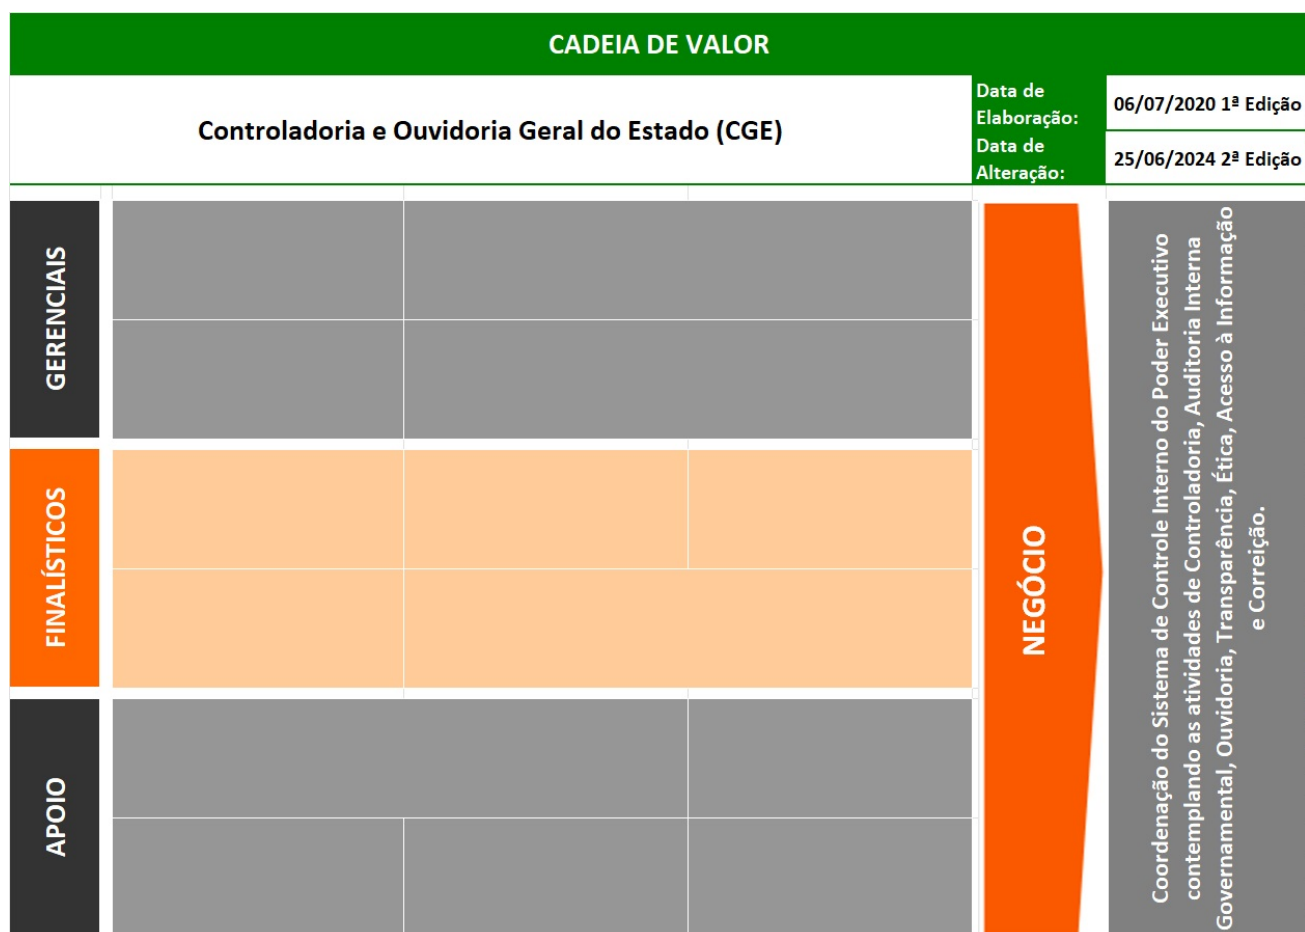 CADEIA DE VALOR
Controladoria e Ouvidoria Geral do Estado (CGE)
Data de
Elaboração:
06/07/2020 1ª Edição
Data de
Alteração:
25/06/2024 2ª Edição
GERENCIAIS
FINALÍSTICOS
APOIO
NEGÓCIO
Coordenação do Sistema de Controle Interno do Poder Executivo
contemplando as atividades de Controladoria, Auditoria Interna
Governamental, Ouvidoria, Transparência, Ética, Acesso à Informação
e Correição.